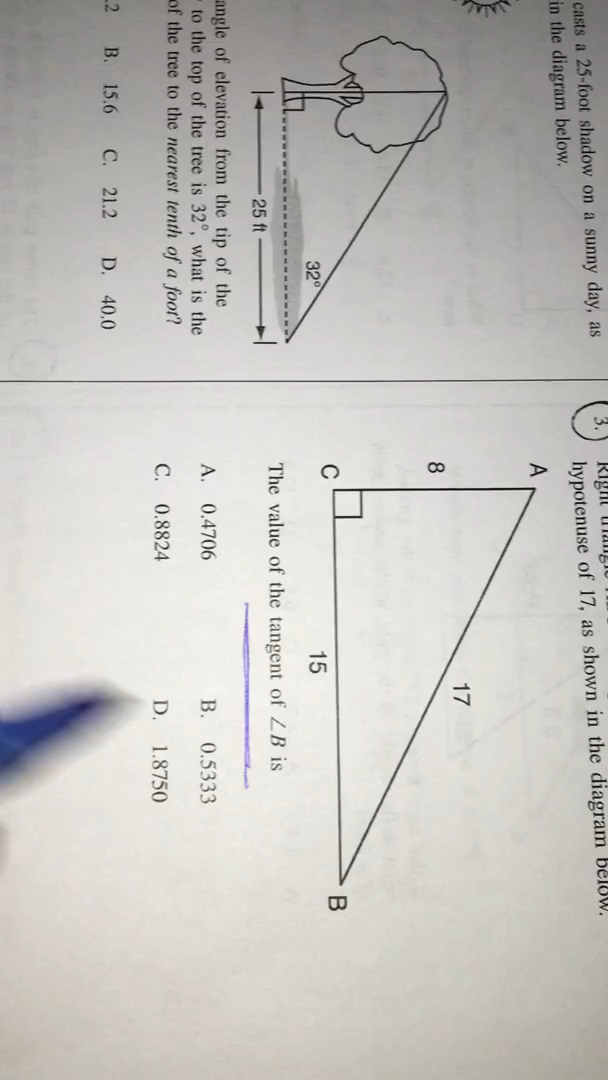 casts a 25-foot shadow on a sunny day, as
in the diagram below.
32°
25 ft
angle of elevation from the tip of the
to the top of the tree is 32°, what is the
of the tree to the nearest tenth of a foot?
.2 B. 15.6 C. 21.2 D. 40.0
3. Right
hypotenuse of 17, as shown in the diagram below.
A
8
17
C
15
B
The value of the tangent of ∠B is
A. 0.4706 B. 0.5333
C. 0.8824 D. 1.8750